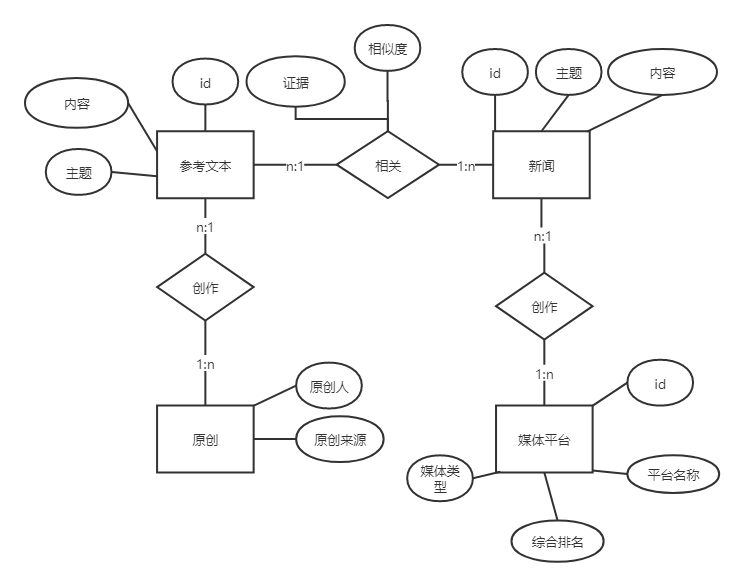 相似度
id
证据
id
主题
内容
内容
主题
参考文本
n:1
相关
1:n
新闻
n:1
n:1
创作
创作
1:n
1:n
原创人
id
原创
原创来源
媒体平台
媒体类
型
平台名称
综合排名